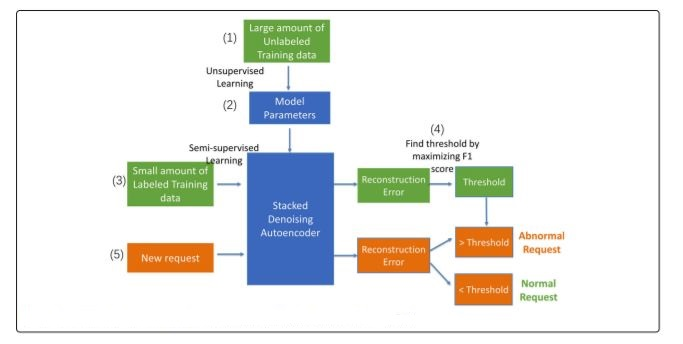 (1)
Large amount of
Unlabeled
Training data
Unsupervised
Learning
(2)
Model
Parameters
(4)
Find threshold by
maximizing F1
score
Semi-supervised
Learning
(3)
Small amount of
Labeled Training
data
Stacked
Denoising
Autoencoder
Reconstruction
Error
Threshold
(5)
New request
Reconstruction
Error
> Threshold
Abnormal
Request
< Threshold
Normal
Request